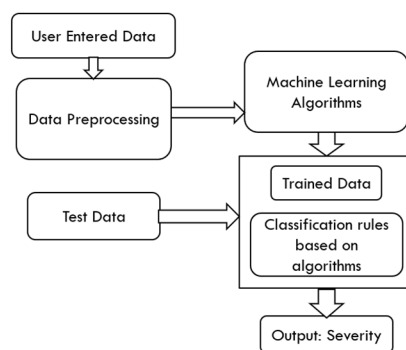 User Entered Data
Data Preprocessing
Machine Learning
Algorithms
Trained Data
Test Data
Classification rules
based on
algorithms
Output: Severity